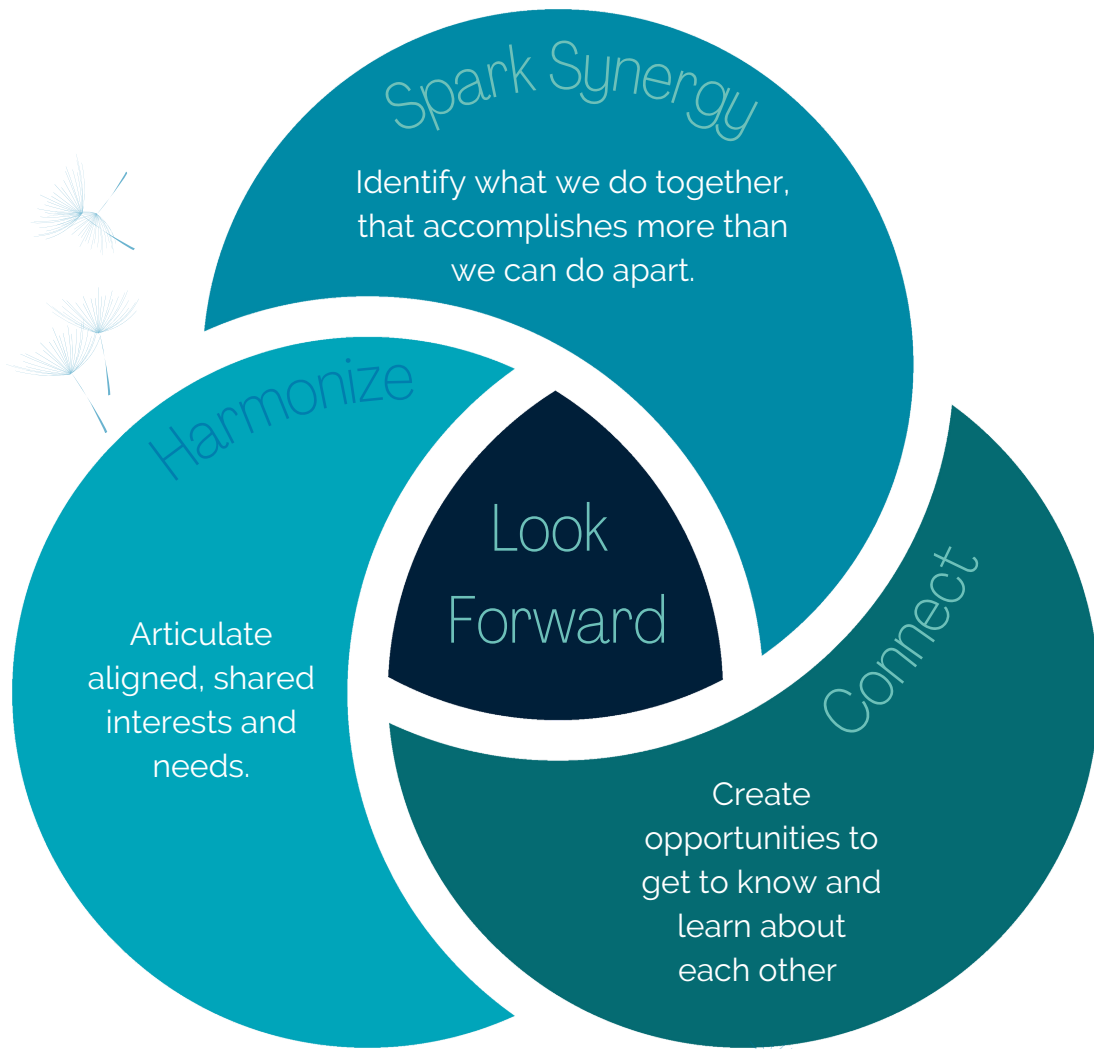 Spark Synergy
Identify what we do together,
that accomplishes more than
we can do apart.
Harmonize
Articulate
aligned, shared
interests and
needs.
Look
Forward
Connect
Create
opportunities to
get to know and
learn about
each other